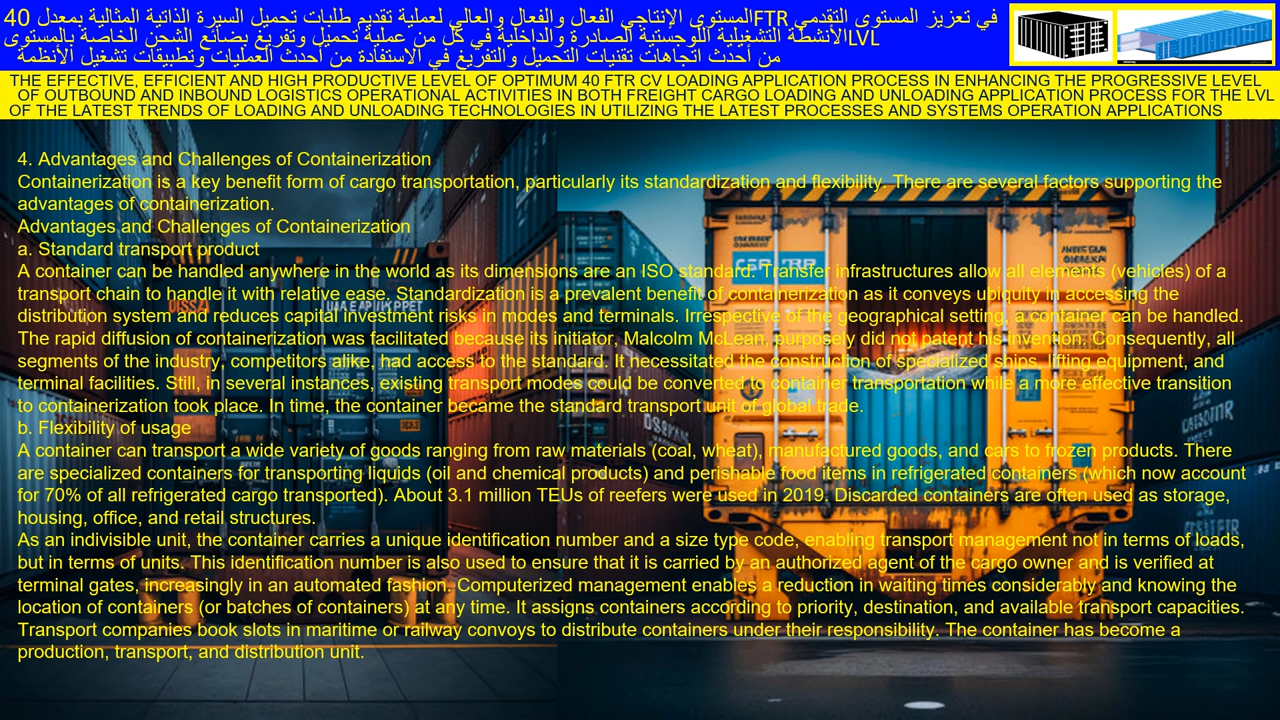 في تعزيز المستوى التقدمي FTRالمستوى الإنتاجي الفعال والفعال والعالي لعملية تقديم طلبات تحميل السيرة الذاتية المثالية بمعدل 40
LVLالأنشطة التشغيلية اللوجستية الصادرة والداخلية في كل من عملية تحميل وتفريغ بضائع الشحن الخاصة بالمستوى
من أحدث اتجاهات تقنيات التحميل والتفريغ في الاستفادة من أحدث العمليات وتطبيقات تشغيل الأنظمة
THE EFFECTIVE, EFFICIENT AND HIGH PRODUCTIVE LEVEL OF OPTIMUM 40 FTR CV LOADING APPLICATION PROCESS IN ENHANCING THE PROGRESSIVE LEVEL
OF OUTBOUND AND INBOUND LOGISTICS OPERATIONAL ACTIVITIES IN BOTH FREIGHT CARGO LOADING AND UNLOADING APPLICATION PROCESS FOR THE LVL
OF THE LATEST TRENDS OF LOADING AND UNLOADING TECHNOLOGIES IN UTILIZING THE LATEST PROCESSES AND SYSTEMS OPERATION APPLICATIONS
4. Advantages and Challenges of Containerization
Containerization is a key benefit form of cargo transportation, particularly its standardization and flexibility. There are several factors supporting the
advantages of containerization.
Advantages and Challenges of Containerization
a. Standard transport product
A container can be handled anywhere in the world as its dimensions are an ISO standard. Transfer infrastructures allow all elements (vehicles) of a
transport chain to handle it with relative ease. Standardization is a prevalent benefit of containerization as it conveys ubiquity in accessing the
distribution system and reduces capital investment risks in modes and terminals. Irrespective of the geographical setting, a container can be handled.
The rapid diffusion of containerization was facilitated because its initiator, Malcolm McLean, purposely did not patent his invention. Consequently, all
segments of the industry, competitors alike, had access to the standard. It necessitated the construction of specialized ships, lifting equipment, and
terminal facilities. Still, in several instances, existing transport modes could be converted to container transportation while a more effective transition
to containerization took place. In time, the container became the standard transport unit of global trade.
b. Flexibility of usage
A container can transport a wide variety of goods ranging from raw materials (coal, wheat), manufactured goods, and cars to frozen products. There
are specialized containers for transporting liquids (oil and chemical products) and perishable food items in refrigerated containers (which now account
for 70% of all refrigerated cargo transported). About 3.1 million TEUs of reefers were used in 2019. Discarded containers are often used as storage,
housing, office, and retail structures.
As an indivisible unit, the container carries a unique identification number and a size type code, enabling transport management not in terms of loads,
but in terms of units. This identification number is also used to ensure that it is carried by an authorized agent of the cargo owner and is verified at
terminal gates, increasingly in an automated fashion. Computerized management enables a reduction in waiting times considerably and knowing the
location of containers (or batches of containers) at any time. It assigns containers according to priority, destination, and available transport capacities.
Transport companies book slots in maritime or railway convoys to distribute containers under their responsibility. The container has become a
production, transport, and distribution unit.